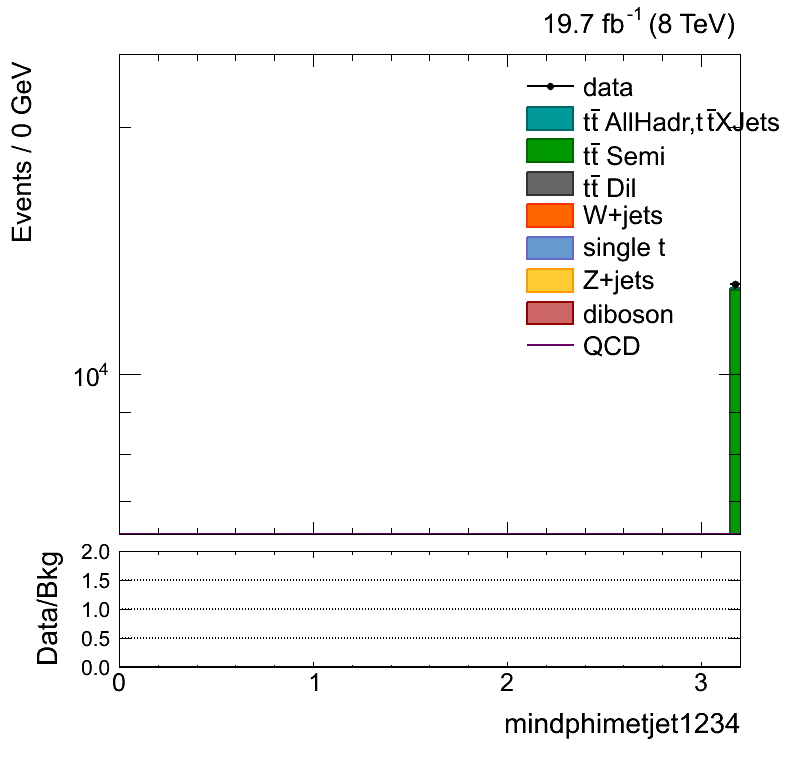 19.7 fb⁻¹ (8 TeV)
Events / 0 GeV
data
tt̄ AllHadr,tt̄XJets
tt̄ Semi
tt̄ Dil
W+jets
single t
Z+jets
diboson
QCD
10⁴
Data/Bkg
2.0
1.5
1.0
0.5
0.0
0 1 2 3
mindphimetjet1234